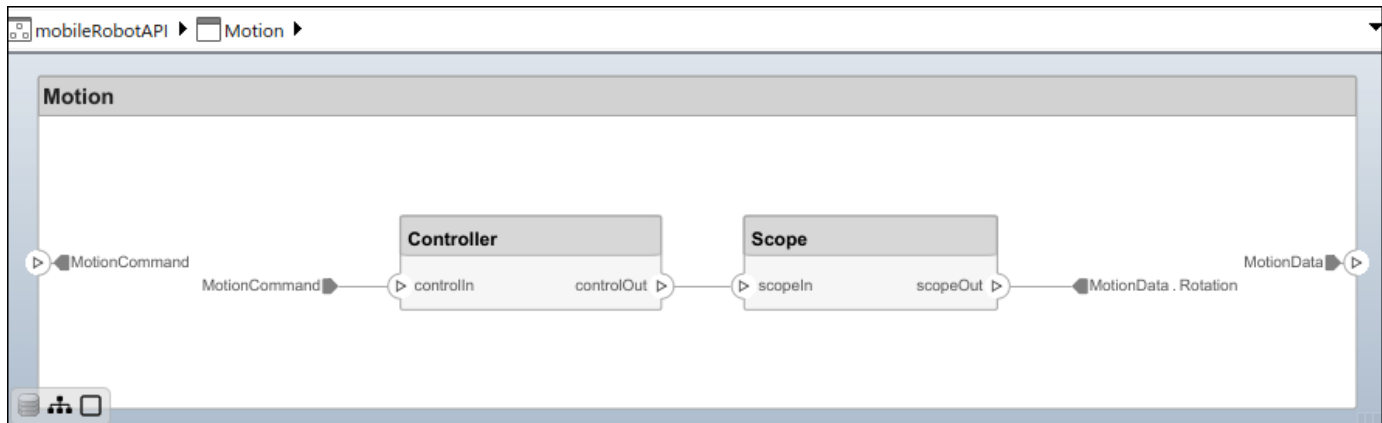 mobileRobotAPI Motion
Motion
Controller
Scope
MotionCommand
MotionData
MotionCommand
controlIn
controlOut
scopeIn
scopeOut
MotionData . Rotation